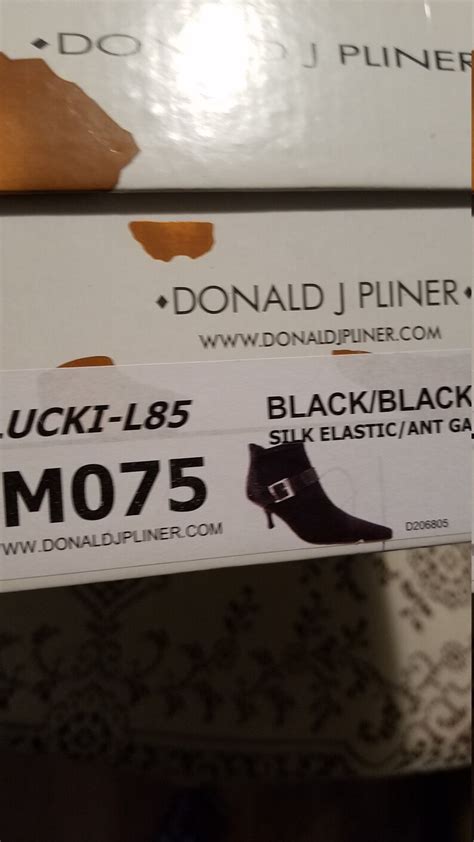 ◆DONALD J PLINER
◆DONALD J PLINER◆
WWW.DONALDJPLINER.COM
LUCKI-L85
BLACK/BLACK
SILK ELASTIC/ANT GA
M075
WWW.DONALDJPLINER.COM
D206805